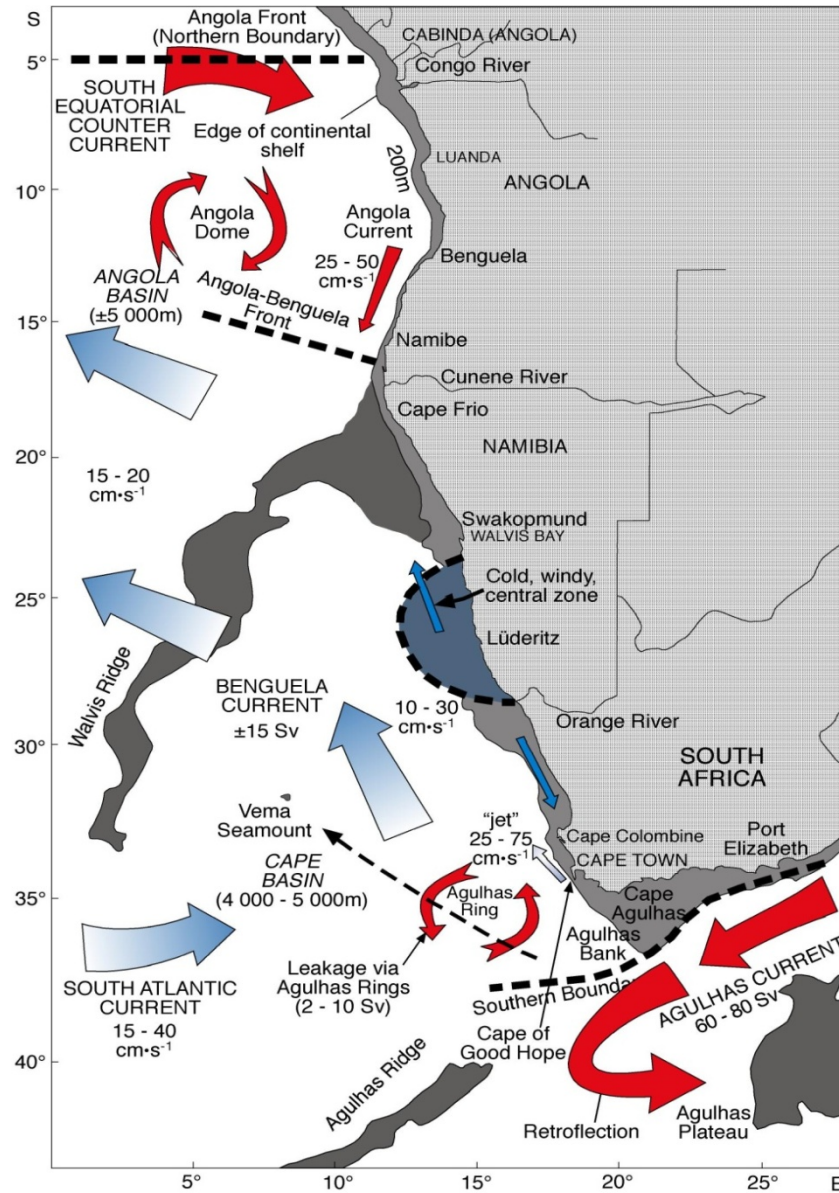 S
Angola Front
(Northern Boundary)
CABINDA (ANGOLA)
5°
Congo River
SOUTH
EQUATORIAL
COUNTER
CURRENT
Edge of continental
shelf
200m
LUANDA
10°
ANGOLA
Angola
Dome
Angola
Current
25 - 50
cm•s⁻¹
Benguela
ANGOLA
BASIN
(±5 000m)
Angola-Benguela
Front
15°
Namibe
Cunene River
Cape Frio
20°
NAMIBIA
15 - 20
cm•s⁻¹
Swakopmund
WALVIS BAY
Cold, windy,
central zone
25°
Lüderitz
Walvis Ridge
BENGUELA
CURRENT
±15 Sv
10 - 30
cm•s⁻¹
Orange River
30°
SOUTH
AFRICA
Vema
Seamount
"jet"
25 - 75
cm•s⁻¹
Cape Colombine
CAPE TOWN
Port
Elizabeth
CAPE
BASIN
(4 000 - 5 000m)
35°
Agulhas
Ring
Cape
Agulhas
Agulhas
Bank
Leakage via
Agulhas Rings
(2 - 10 Sv)
SOUTH ATLANTIC
CURRENT
15 - 40
cm•s⁻¹
Southern Bounda
AGULHAS CURRENT
60 - 80 Sv
Cape of
Good Hope
40°
Agulhas Ridge
Retroflection
Agulhas
Plateau
5°
10°
15°
20°
25°
E